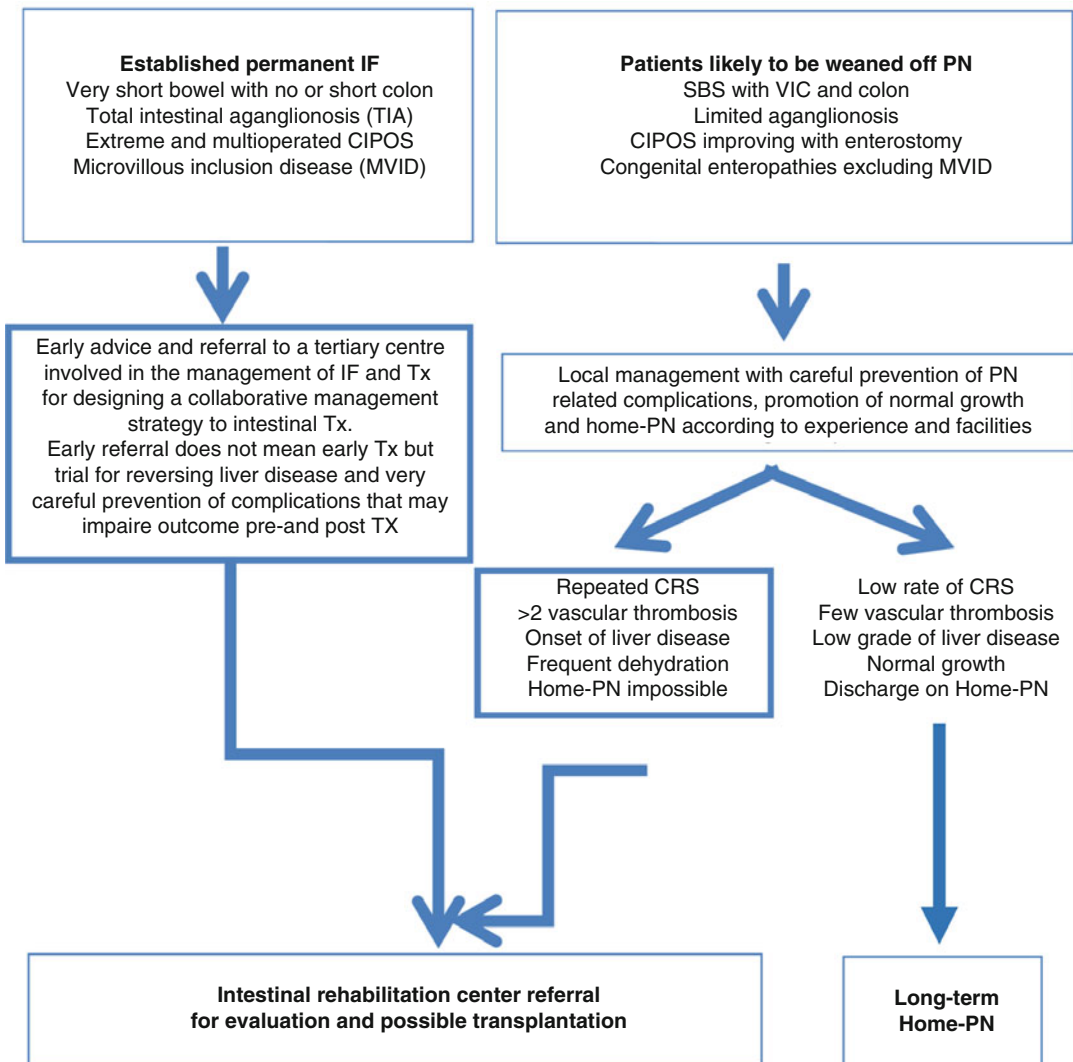 Established permanent IF
Very short bowel with no or short colon
Total intestinal aganglionosis (TIA)
Extreme and multioperated CIPOS
Microvillous inclusion disease (MVID)
Patients likely to be weaned off PN
SBS with VIC and colon
Limited aganglionosis
CIPOS improving with enterostomy
Congenital enteropathies excluding MVID
Early advice and referral to a tertiary centre
involved in the management of IF and Tx
for designing a collaborative management
strategy to intestinal Tx.
Early referral does not mean early Tx but
trial for reversing liver disease and very
careful prevention of complications that may
impaire outcome pre-and post TX
Local management with careful prevention of PN
related complications, promotion of normal growth
and home-PN according to experience and facilities
Repeated CRS
>2 vascular thrombosis
Onset of liver disease
Frequent dehydration
Home-PN impossible
Low rate of CRS
Few vascular thrombosis
Low grade of liver disease
Normal growth
Discharge on Home-PN
Intestinal rehabilitation center referral
for evaluation and possible transplantation
Long-term
Home-PN